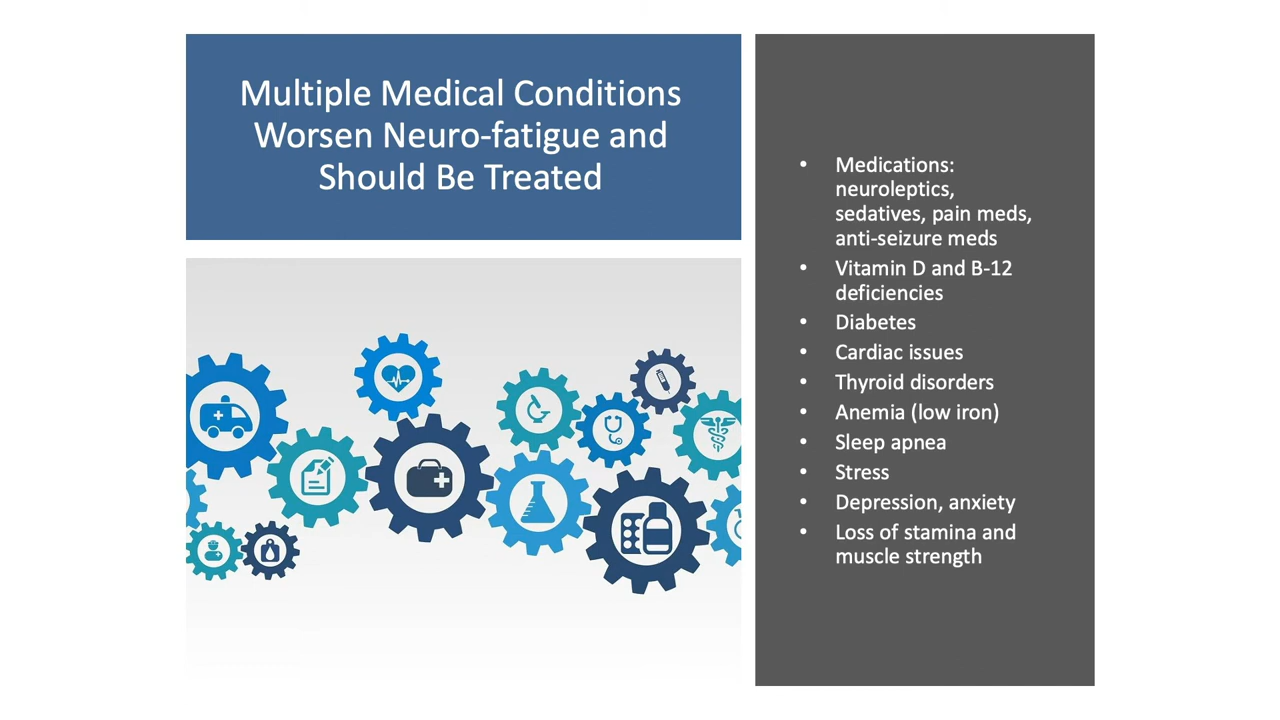 Multiple Medical Conditions
Worsen Neuro-fatigue and
Should Be Treated
• Medications:
neuroleptics,
sedatives, pain meds,
anti-seizure meds
• Vitamin D and B-12
deficiencies
• Diabetes
• Cardiac issues
• Thyroid disorders
• Anemia (low iron)
• Sleep apnea
• Stress
• Depression, anxiety
• Loss of stamina and
muscle strength